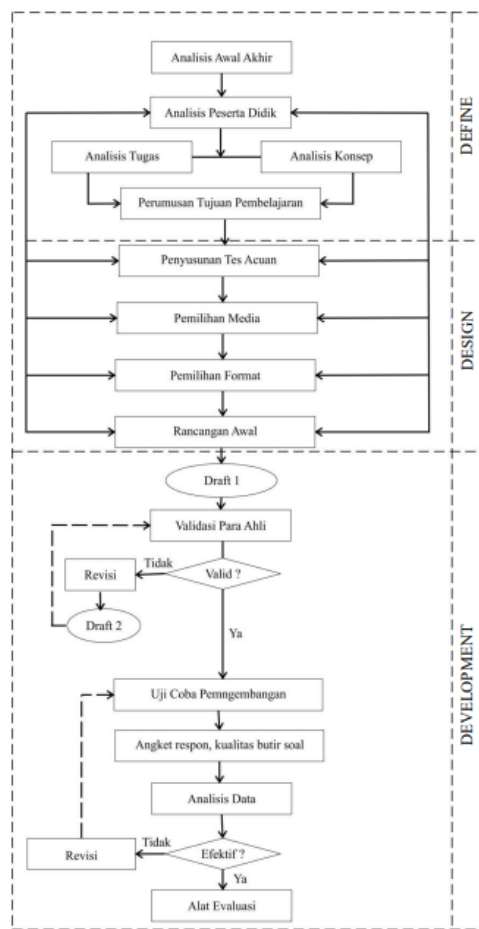 Analisis Awal Akhir
Analisis Peserta Didik
Analisis Tugas
Analisis Konsep
Perumusan Tujuan Pembelajaran
DEFINE
Penyusunan Tes Acuan
Pemilihan Media
Pemilihan Format
Rancangan Awal
DESIGN
Draft 1
Validasi Para Ahli
Valid ?
Tidak
Revisi
Draft 2
Ya
Uji Coba Pemngembangan
Angket respon, kualitas butir soal
Analisis Data
Efektif ?
Tidak
Revisi
Ya
Alat Evaluasi
DEVELOPMENT